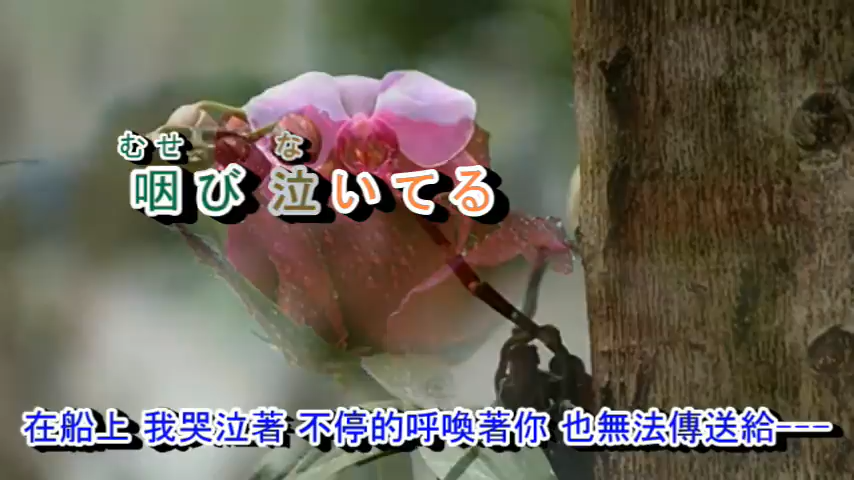 むせ な
咽び 泣いてる
在船上 我哭泣著 不停的呼喚著你 也無法傳送給---